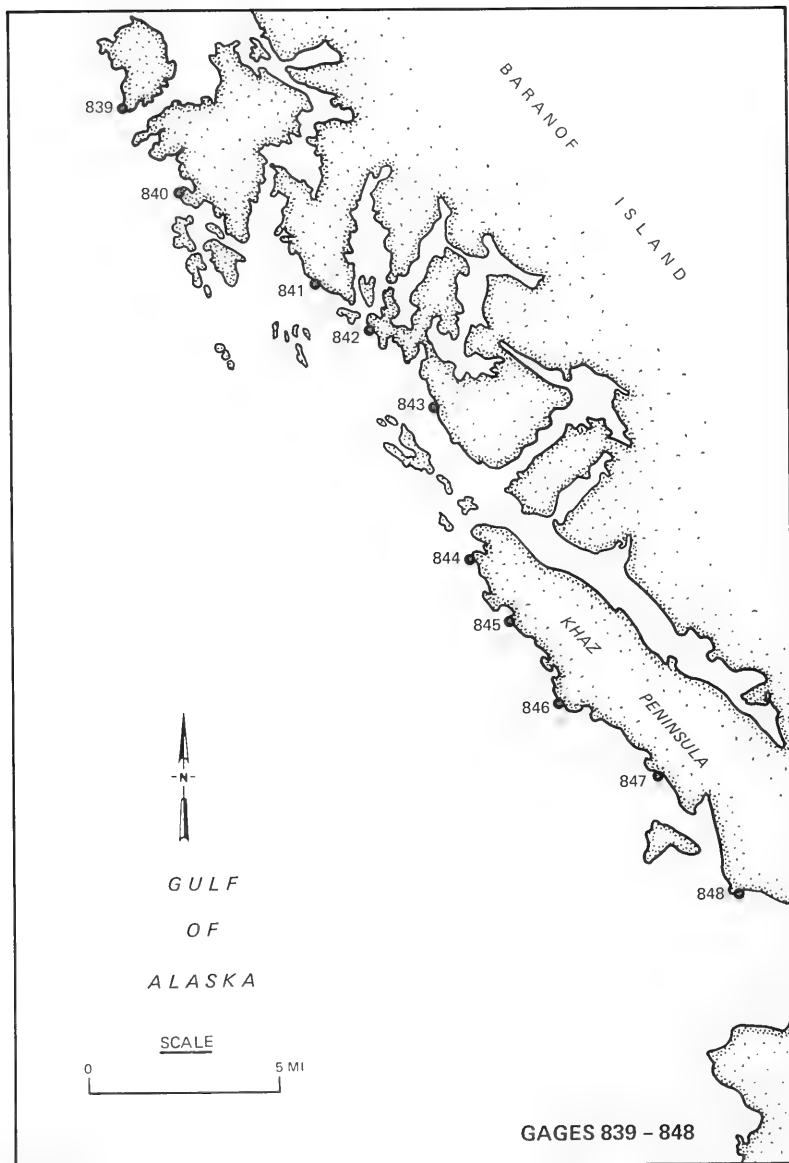 BARANOF
ISLAND
839
840
841
842
843
844
845
KHAZ
846
PENINSULA
847
848
-N-
GULF
OF
ALASKA
SCALE
0 5 MI
GAGES 839 - 848